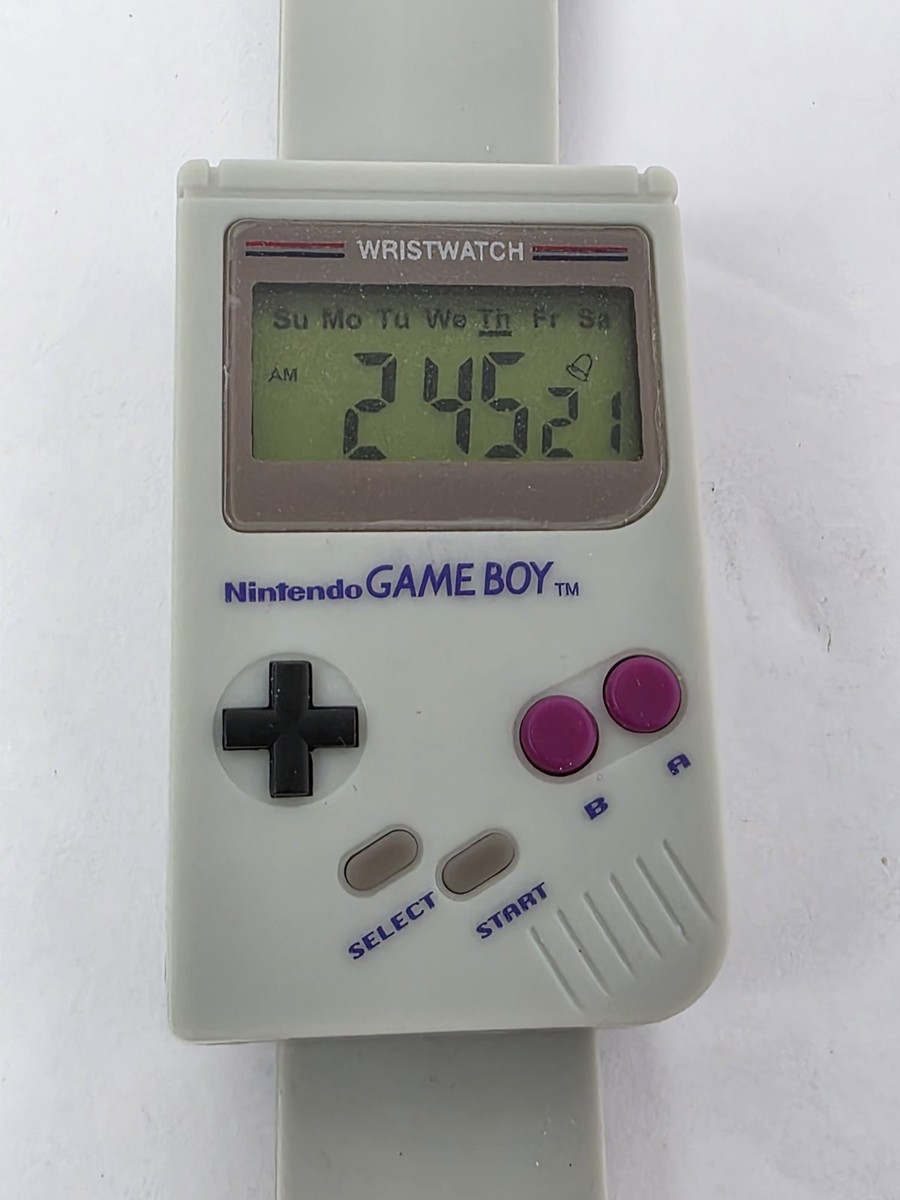 WRISTWATCH
Su Mo Tu We Th Fr Sa
AM 2 45 21
Nintendo GAME BOY TM
B A
SELECT START